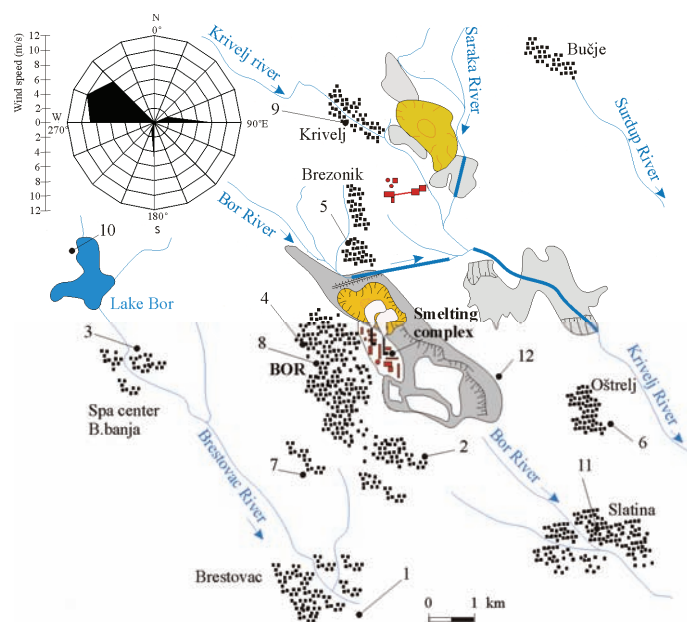 N
0°
Wind speed (m/s)
12
10
8
6
4
2
0
2
4
6
8
10
12
W
270°
90°E
180°
S
Krivelj river
Saraka River
Bučje
Surdup River
9
Krivelj
Brezonik
5
Bor River
10
Lake Bor
4
Smelting
complex
3
8
BOR
12
Spa center
B.banja
Oštrelj
Krivelj River
6
2
7
Bor River
Brestovac River
11
Slatina
Brestovac
1
0 1 km